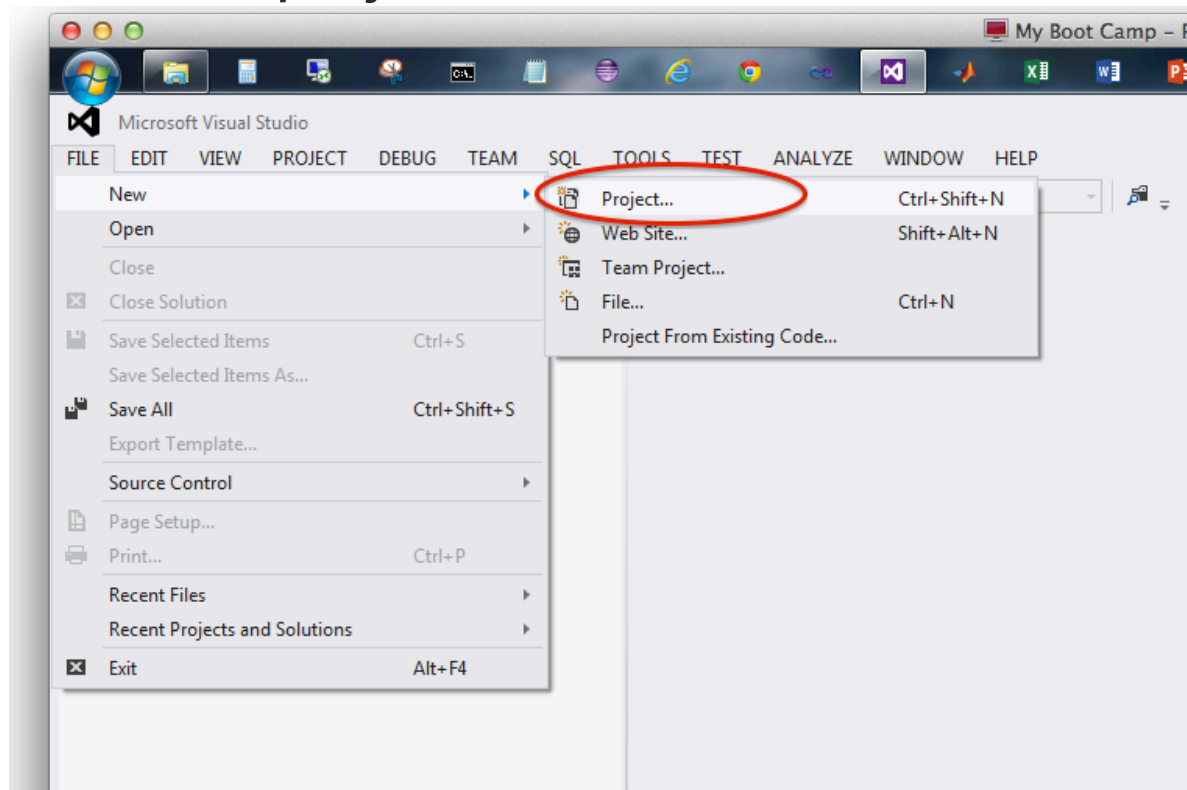 My Boot Camp –
Microsoft Visual Studio
FILE EDIT VIEW PROJECT DEBUG TEAM SQL TOOLS TEST ANALYZE WINDOW HELP
New
Project... Ctrl+Shift+N
Open
Web Site... Shift+Alt+N
Close
Team Project...
Close Solution
File... Ctrl+N
Save Selected Items Ctrl+S
Project From Existing Code...
Save Selected Items As...
Save All Ctrl+Shift+S
Export Template...
Source Control
Page Setup...
Print... Ctrl+P
Recent Files
Recent Projects and Solutions
Exit Alt+F4